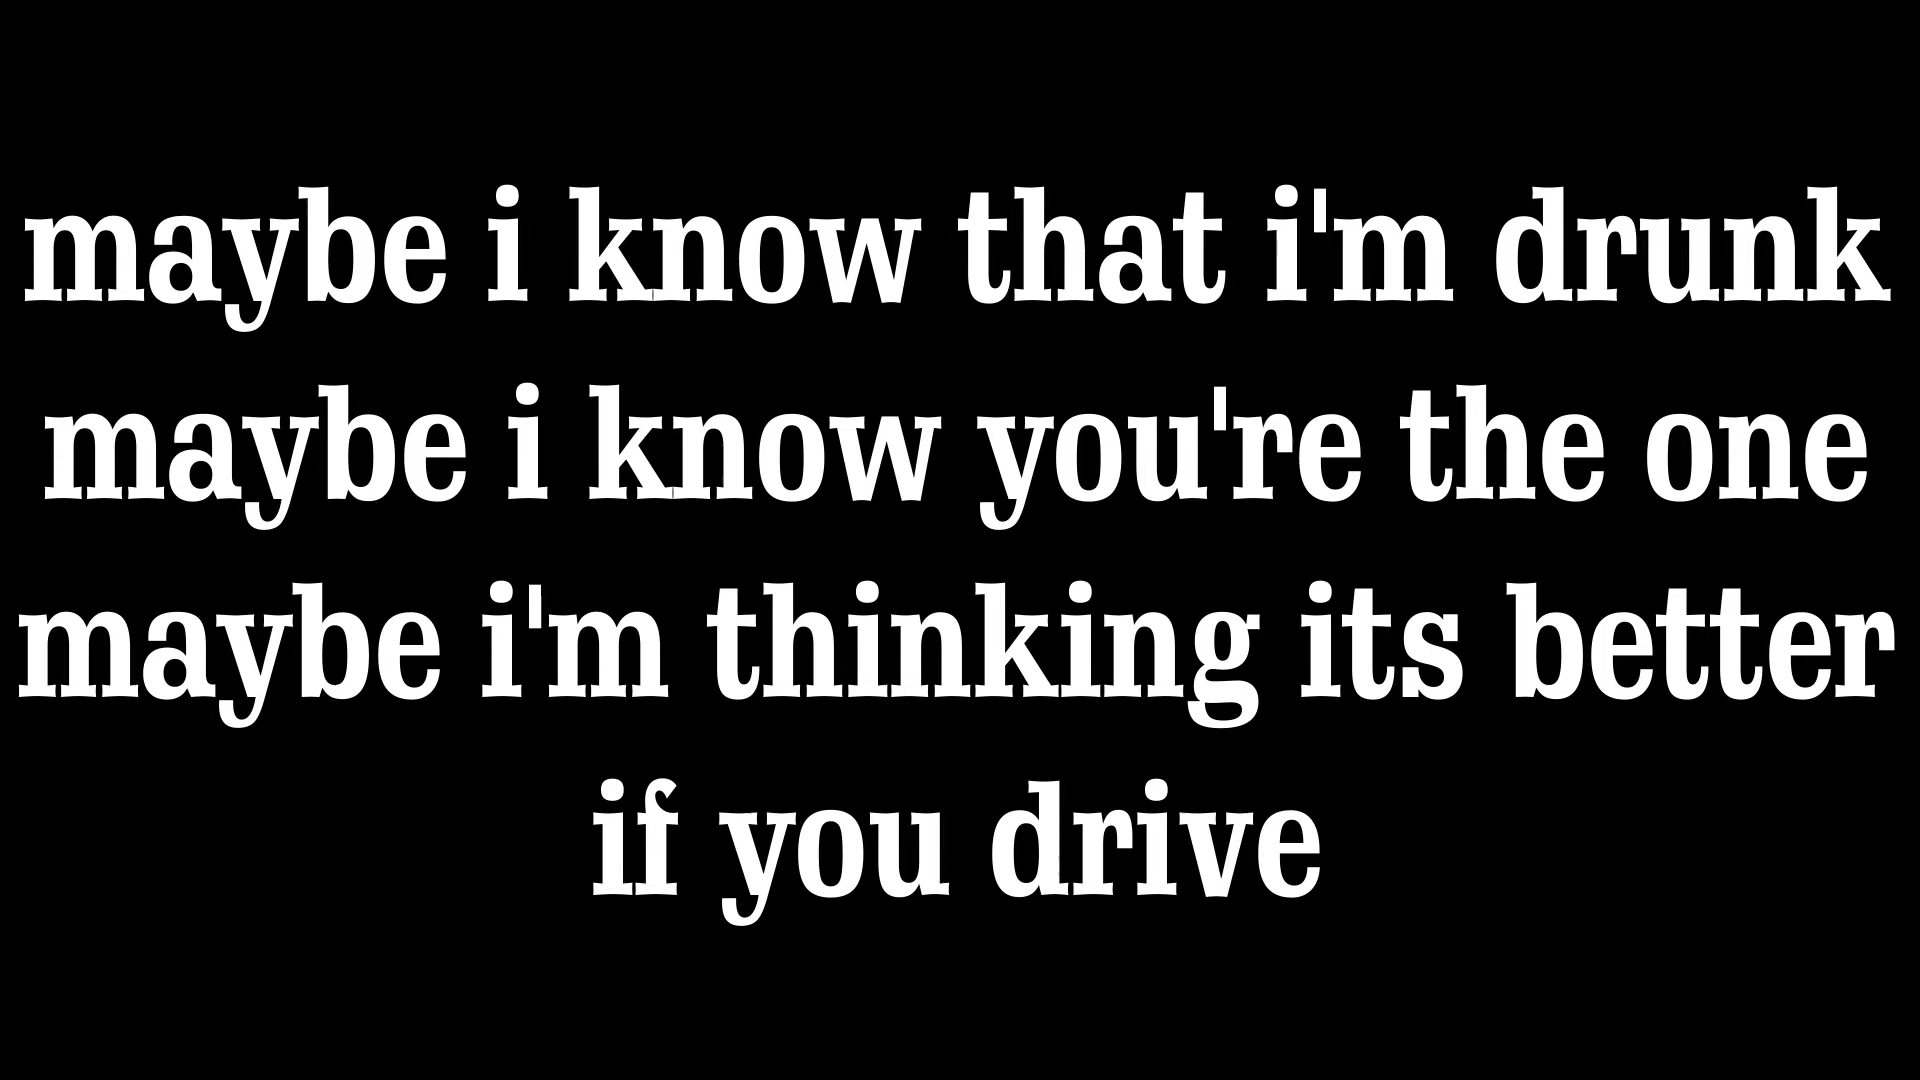 maybe i know that i'm drunk
maybe i know you're the one
maybe i'm thinking its better
if you drive